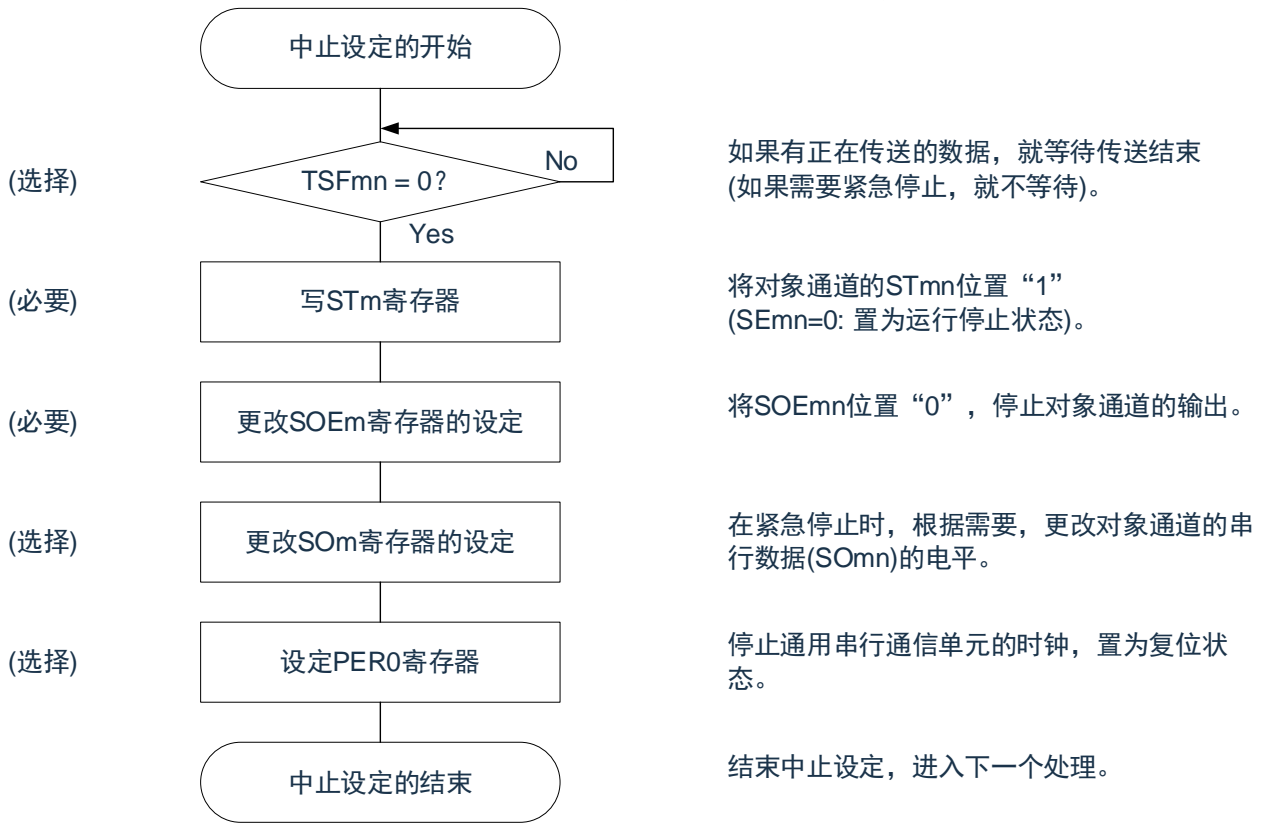 中止设定的开始
(选择)
TSFmn = 0?
No
Yes
如果有正在传送的数据，就等待传送结束
(如果需要紧急停止，就不等待)。
(必要)
写STm寄存器
将对象通道的STmn位置“1”
(SEmn=0: 置为运行停止状态)。
(必要)
更改SOEm寄存器的设定
将SOEmn位置“0”，停止对象通道的输出。
(选择)
更改SOm寄存器的设定
在紧急停止时，根据需要，更改对象通道的串
行数据(SOmn)的电平。
(选择)
设定PER0寄存器
停止通用串行通信单元的时钟，置为复位状
态。
中止设定的结束
结束中止设定，进入下一个处理。